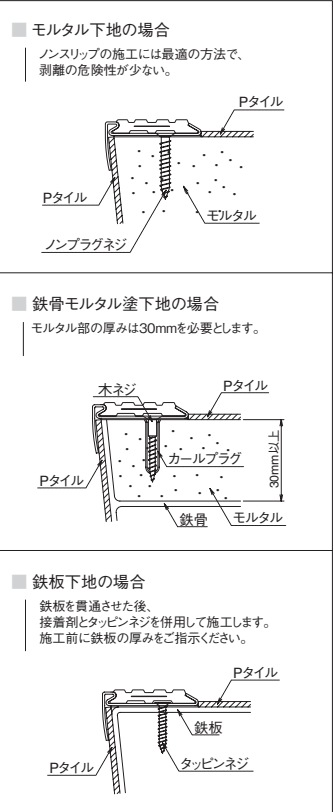 モルタル下地の場合
ノンスリップの施工には最適の方法で、
剥離の危険性が少ない。
Pタイル
Pタイル
モルタル
ノンプラグネジ
鉄骨モルタル塗下地の場合
モルタル部の厚みは30mmを必要とします。
木ネジ
Pタイル
カールプラグ
30mm以上
Pタイル
鉄骨
モルタル
鉄板下地の場合
鉄板を貫通させた後、
接着剤とタッピンネジを併用して施工します。
施工前に鉄板の厚みをご指示ください。
Pタイル
鉄板
Pタイル
タッピンネジ